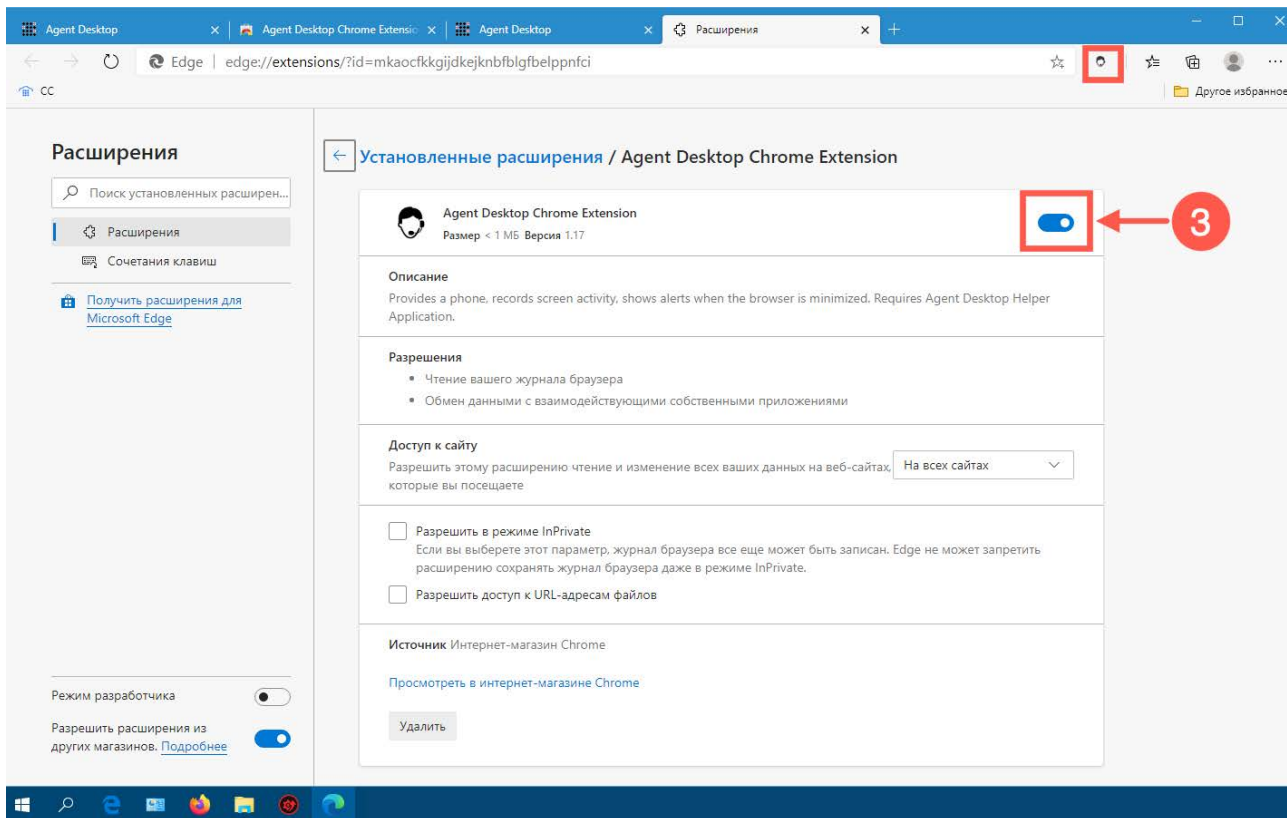 Agent Desktop
Agent Desktop Chrome Extensio
Agent Desktop
Расширения
Edge
edge://extensions/?id=mkaocfkkgijdkejknbfblgfbelppnfci
CC
Другое избранное
Расширения
Поиск установленных расширен...
Расширения
Сочетания клавиш
Получить расширения для
Microsoft Edge
Режим разработчика
Разрешить расширения из
других магазинов. Подробнее
Установленные расширения / Agent Desktop Chrome Extension
Agent Desktop Chrome Extension
Размер < 1 МБ Версия 1.17
3
Описание
Provides a phone, records screen activity, shows alerts when the browser is minimized. Requires Agent Desktop Helper
Application.
Разрешения
Чтение вашего журнала браузера
Обмен данными с взаимодействующими собственными приложениями
Доступ к сайту
Разрешить этому расширению чтение и изменение всех ваших данных на веб-сайтах,
которые вы посещаете
На всех сайтах
Разрешить в режиме InPrivate
Если вы выберете этот параметр, журнал браузера все еще может быть записан. Edge не может запретить
расширению сохранять журнал браузера даже в режиме InPrivate.
Разрешить доступ к URL-адресам файлов
Источник Интернет-магазин Chrome
Просмотреть в интернет-магазине Chrome
Удалить